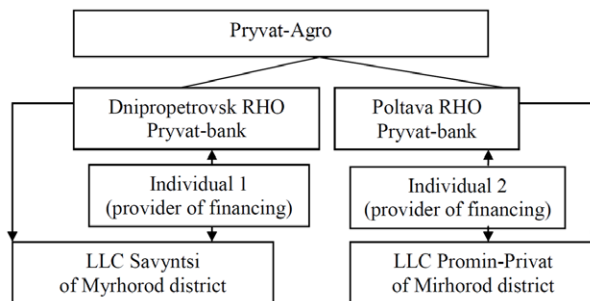 Pryvat-Agro
Dnipropetrovsk RHO
Pryvat-bank
Poltava RHO
Pryvat-bank
Individual 1
(provider of financing)
Individual 2
(provider of financing)
LLC Savyntsi
of Myrhorod district
LLC Promin-Privat
of Mirhorod district